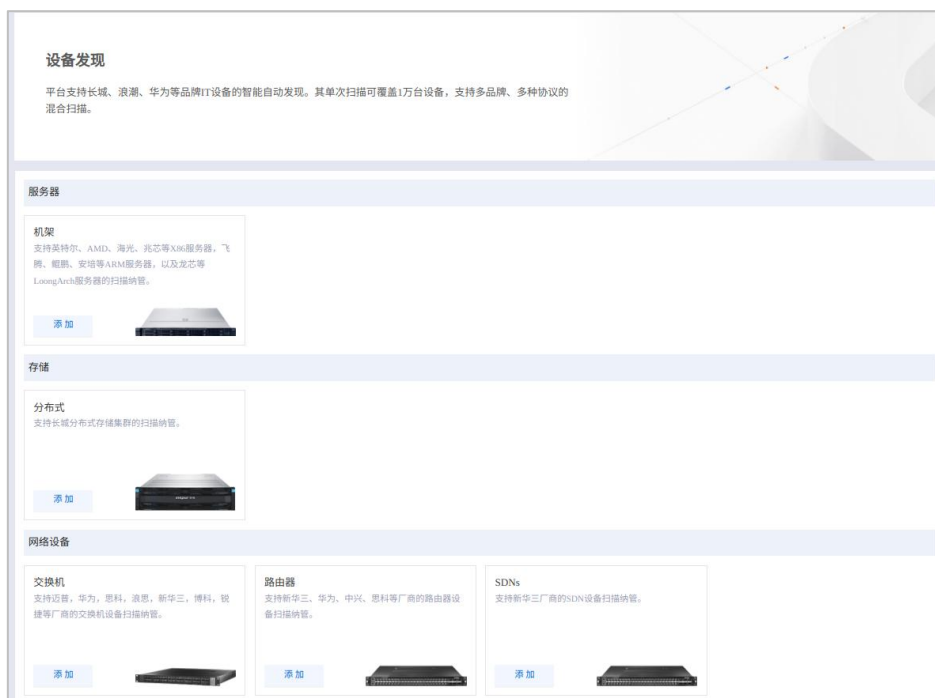 设备发现
平台支持长城、浪潮、华为等品牌IT设备的智能自动发现。其单次扫描可覆盖1万台设备，支持多品牌、多种协议的
混合扫描。
服务器
机架
支持英特尔、AMD、海光、兆芯等X86服务器，飞
腾、鲲鹏、安培等ARM服务器，以及龙芯等
LoongArch服务器的扫描纳管。
添加
存储
分布式
支持长城分布式存储集群的扫描纳管。
添加
网络设备
交换机
支持迈普，华为，思科，浪思，新华三，博科，锐
捷等厂商的交换机设备扫描纳管。
添加
路由器
支持新华三、华为、中兴、思科等厂商的路由器设
备扫描纳管。
添加
SDNs
支持新华三厂商的SDN设备扫描纳管。
添加